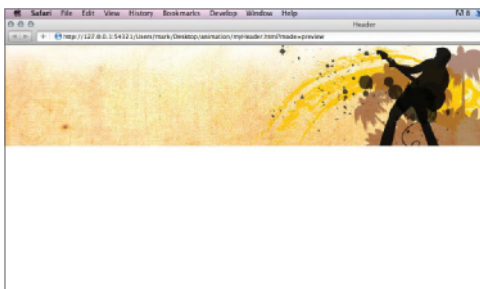 Safari File Edit View History Bookmarks Develop Window Help
Header
http://127.0.0.1:54321/Users/mark/Desktop/animation/myHeader.html?mode=preview